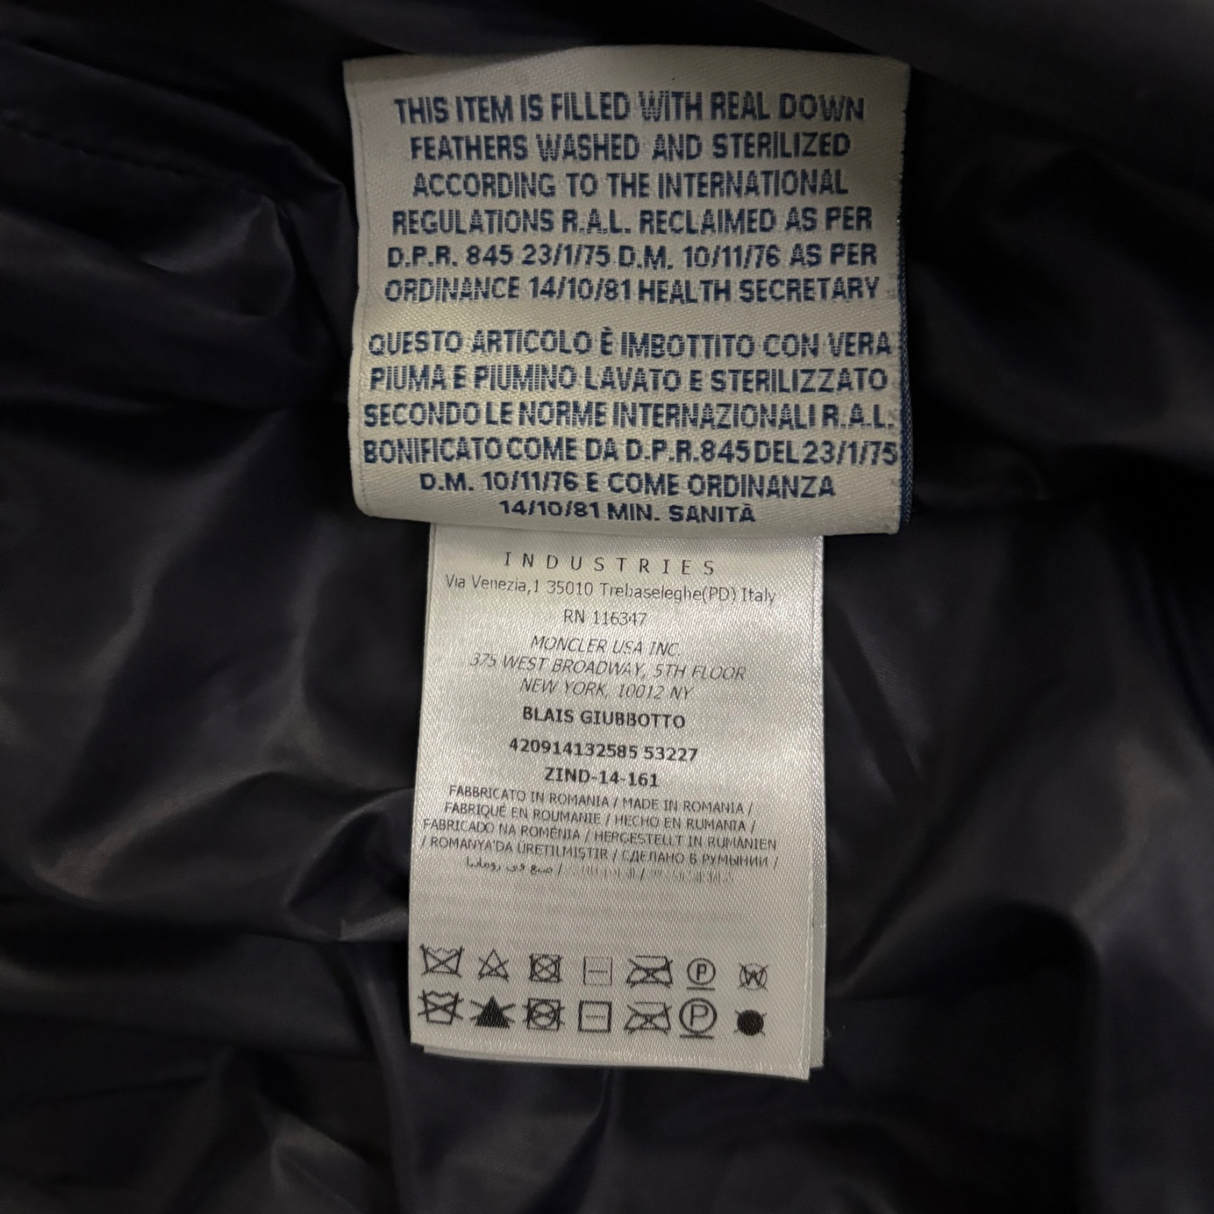 THIS ITEM IS FILLED WITH REAL DOWN
FEATHERS WASHED AND STERILIZED
ACCORDING TO THE INTERNATIONAL
REGULATIONS R.A.L. RECLAIMED AS PER
D.P.R. 845 23/1/75 D.M. 10/11/76 AS PER
ORDINANCE 14/10/81 HEALTH SECRETARY
QUESTO ARTICOLO È IMBOTTITO CON VERA
PIUMA E PIUMINO LAVATO E STERILIZZATO
SECONDO LE NORME INTERNAZIONALI R.A.L.
BONIFICATO COME DA D.P.R. 845 DEL 23/1/75
D.M. 10/11/76 E COME ORDINANZA
14/10/81 MIN. SANITÀ
INDUSTRIES
Via Venezia,1 35010 Trebaseleghe(PD) Italy
RN 116347
MONCLER USA INC.
375 WEST BROADWAY, 5TH FLOOR
NEW YORK, 10012 NY
BLAIS GIUBBOTTO
420914132585 53227
ZIND-14-161
FABBRICATO IN ROMANIA / MADE IN ROMANIA /
FABRIQUÉ EN ROUMANIE / HECHO EN RUMANIA /
FABRICADO NA ROMÉNIA / HERGESTELLT IN RUMÄNIEN
/ ROMANYA'DA ÜRETILMISTIR / СДЕЛАНО В РУМЫНИИ /
صنع في رومانيا /
P W
P